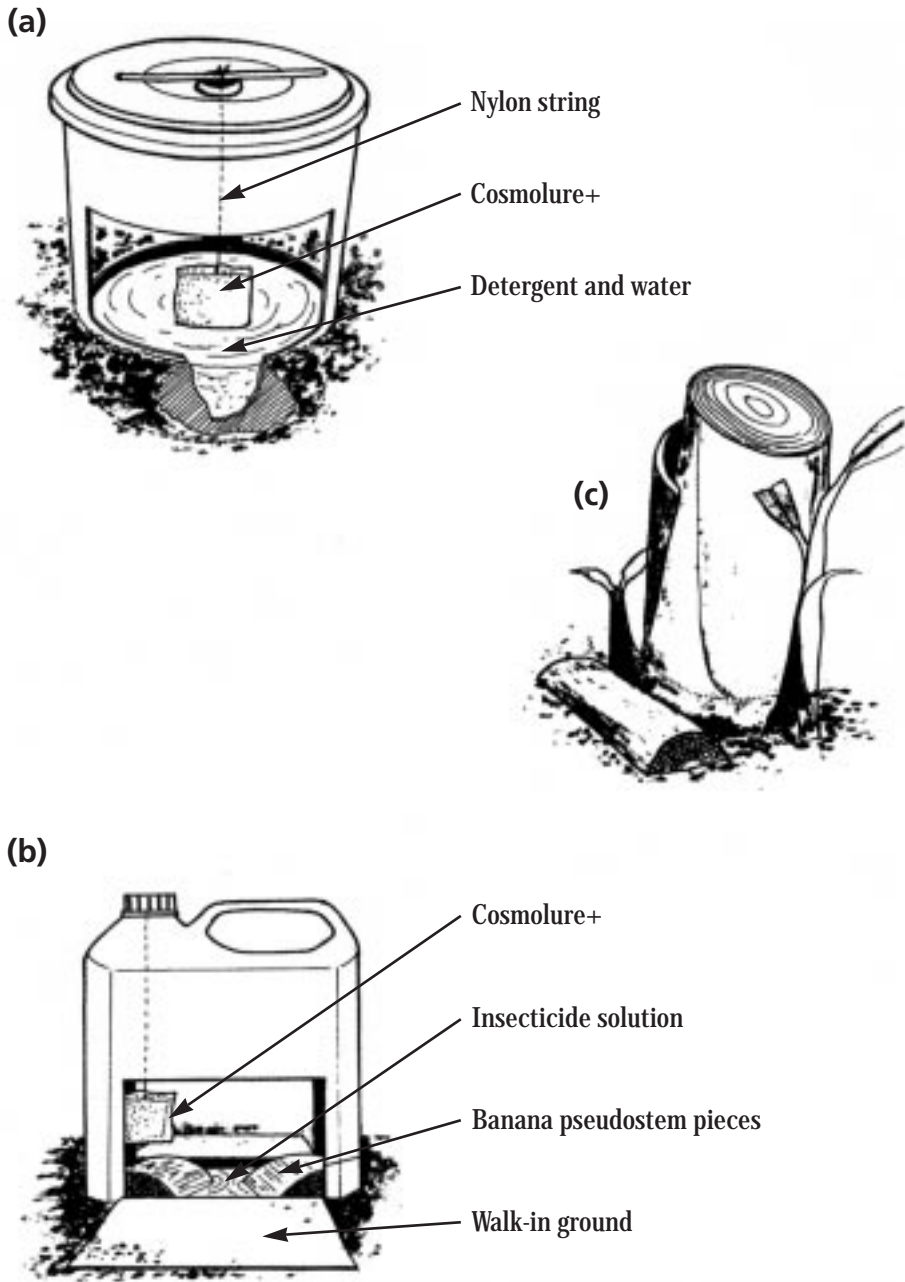 (a)
Nylon string
Cosmolure+
Detergent and water
(c)
(b)
Cosmolure+
Insecticide solution
Banana pseudostem pieces
Walk-in ground